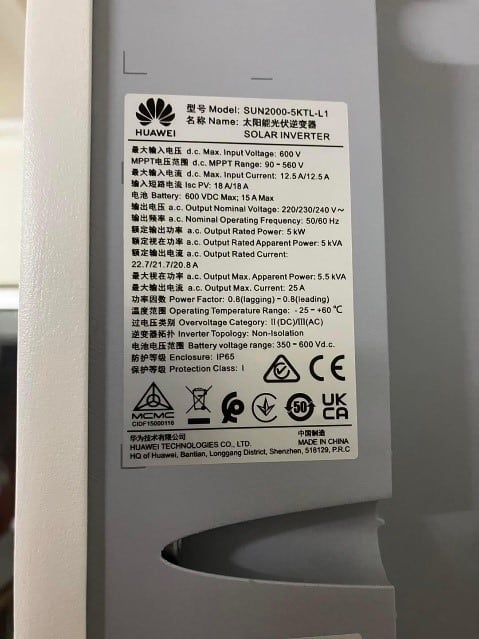 HUAWEI
型号 Model: SUN2000-5KTL-L1
名称 Name: 太阳能光伏逆变器
SOLAR INVERTER
最大输入电压 d.c. Max. Input Voltage: 600 V
MPPT电压范围 d.c. MPPT Range: 90 - 560 V
最大输入电流 d.c. Max. Input Current: 12.5 A/12.5 A
输入短路电流 Isc PV: 18 A/18 A
电池 Battery: 600 VDC Max; 15 A Max
输出电压 a.c. Output Nominal Voltage: 220/230/240 V~
输出频率 a.c. Nominal Operating Frequency: 50/60 Hz
额定输出功率 a.c. Output Rated Power: 5 kW
额定视在功率 a.c. Output Rated Apparent Power: 5 kVA
额定输出电流 a.c. Output Rated Current:
22.7/21.7/20.8 A
最大视在功率 a.c. Output Max. Apparent Power: 5.5 kVA
最大输出电流 a.c. Output Max. Current: 25 A
功率因数 Power Factor: 0.8(lagging) - 0.8(leading)
温度范围 Operating Temperature Range: - 25 - +60 ℃
过电压类别 Overvoltage Category: II (DC)/III(AC)
逆变器拓扑 Inverter Topology: Non-Isolation
电池电压范围 Battery voltage range: 350 - 600 Vd.c.
防护等级 Enclosure: IP65
保护等级 Protection Class: I
CE
MCMC
CIDF15000116
50
UK
CA
华为技术有限公司
HUAWEI TECHNOLOGIES CO., LTD.
中国制造
MADE IN CHINA
HQ of Huawei, Bantian, Longgang District, Shenzhen, 518129, P.R.C